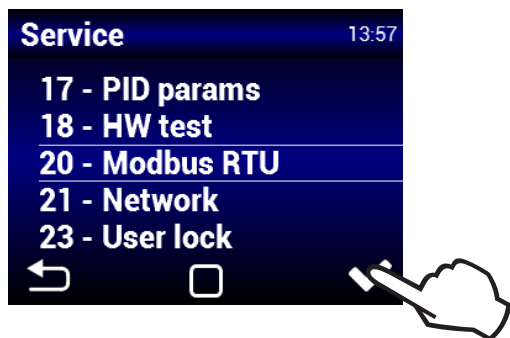 Service 13:57
17 - PID params
18 - HW test
20 - Modbus RTU
21 - Network
23 - User lock